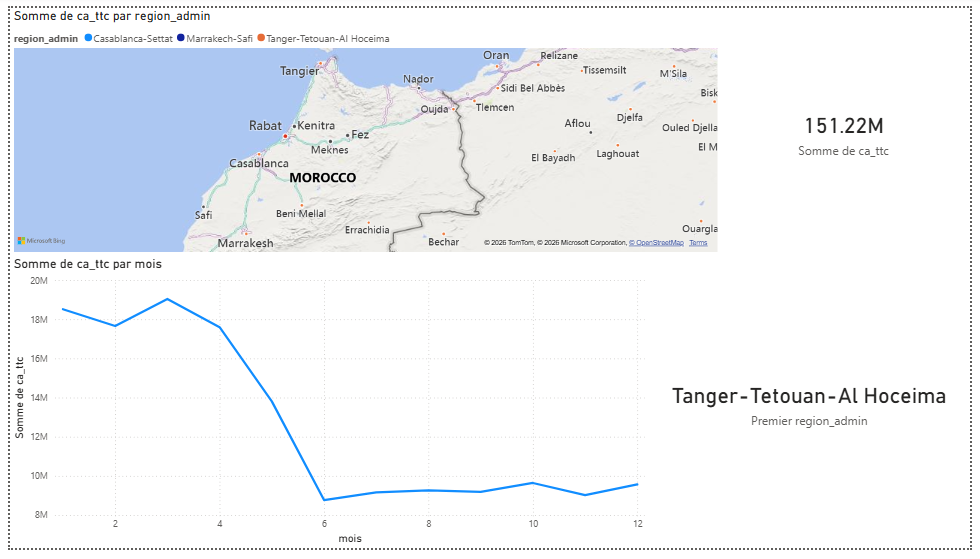 Somme de ca_ttc par region_admin
region_admin Casablanca-Settat Marrakech-Safi Tanger-Tetouan-Al Hoceima
Oran
Relizane
Tangier
Tissemsilt
M'Sila
Nador
Sidi Bel Abbès
Bisk
Oujda
Tlemcen
Djelfa
Rabat
Kenitra
Aflou
Ouled Djella
Fez
Meknes
El M
Casablanca
El Bayadh
Laghouat
MOROCCO
Safi
Beni Mellal
Errachidia
Ouargla
Marrakesh
Bechar
Microsoft Bing
© 2026 TomTom, © 2026 Microsoft Corporation, © OpenStreetMap Terms
151.22M
Somme de ca_ttc
Somme de ca_ttc par mois
20M
18M
16M
14M
12M
10M
8M
Somme de ca_ttc
2 4 6 8 10 12
mois
Tanger-Tetouan-Al Hoceima
Premier region_admin